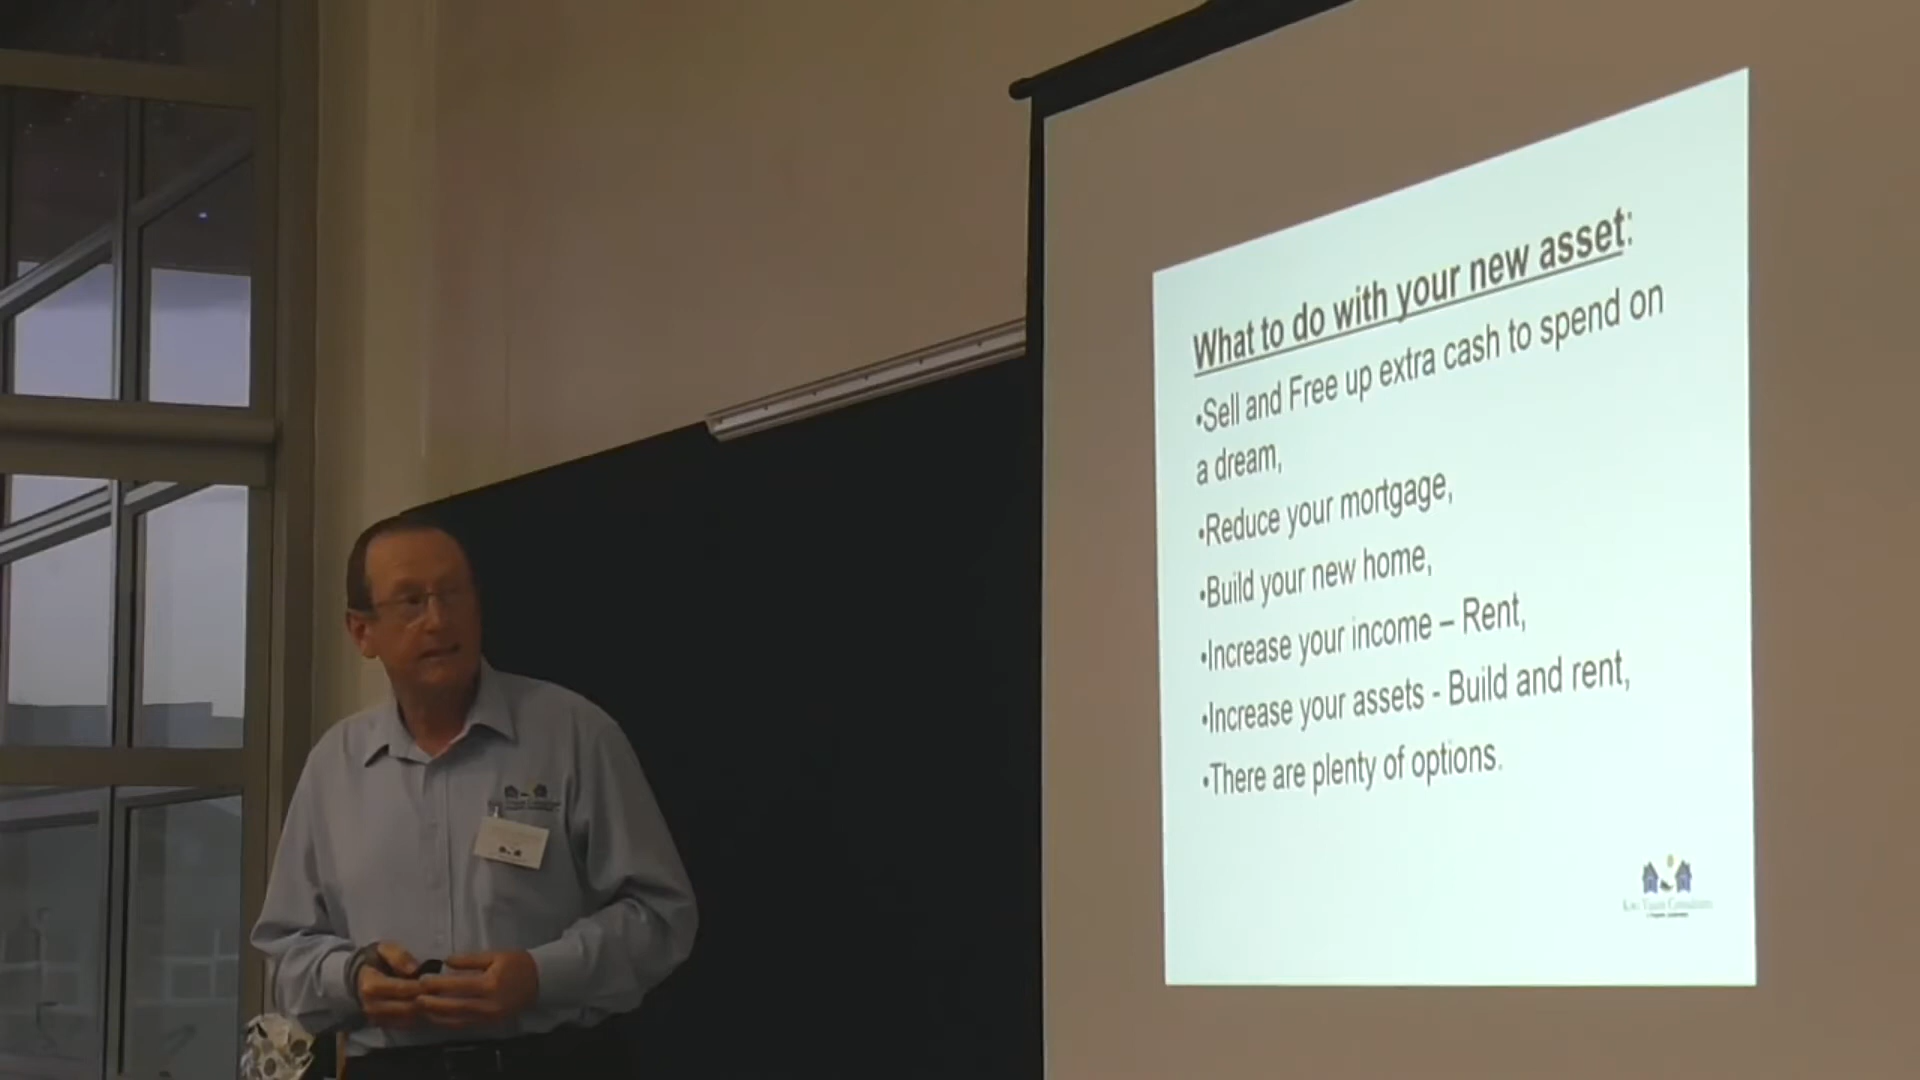 What to do with your new asset:
•Sell and Free up extra cash to spend on
a dream,
•Reduce your mortgage,
•Build your new home,
•Increase your income – Rent,
•Increase your assets - Build and rent,
•There are plenty of options.